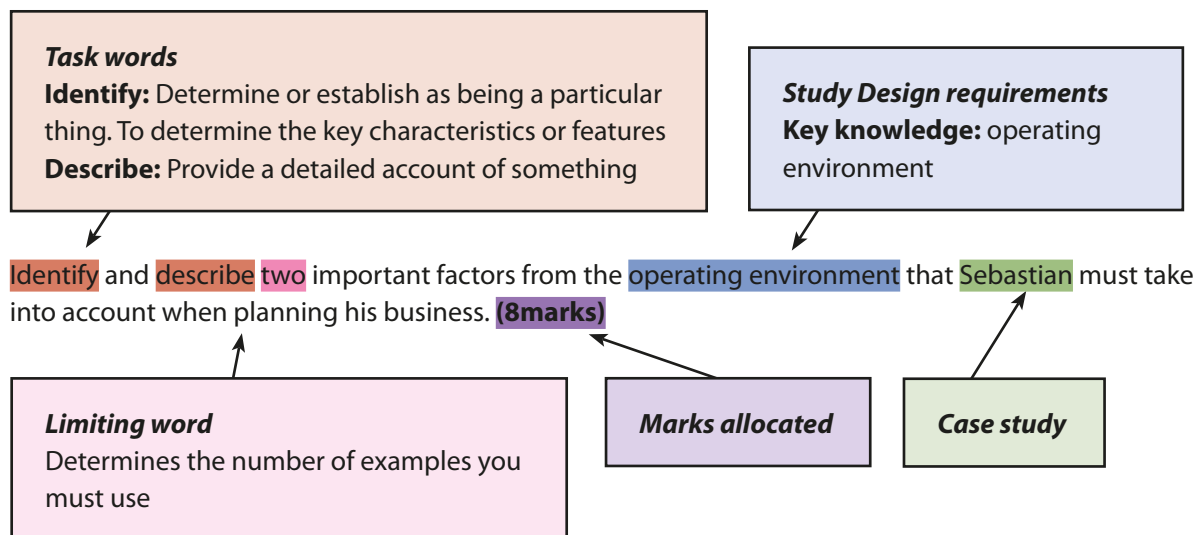 Task words
Identify: Determine or establish as being a particular
thing. To determine the key characteristics or features
Describe: Provide a detailed account of something
Study Design requirements
Key knowledge: operating
environment
Identify and describe two important factors from the operating environment that Sebastian must take
into account when planning his business. (8marks)
Limiting word
Determines the number of examples you
must use
Marks allocated
Case study